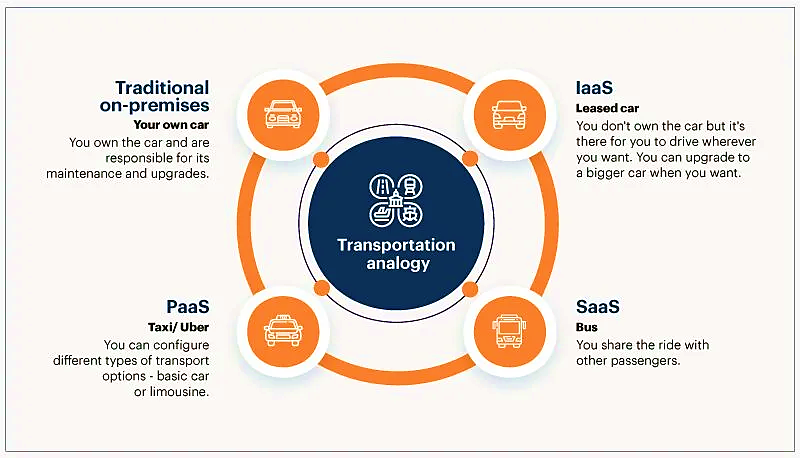 Traditional
on-premises
Your own car
You own the car and are
responsible for its
maintenance and upgrades.
IaaS
Leased car
You don't own the car but it's
there for you to drive wherever
you want. You can upgrade to
a bigger car when you want.
Transportation
analogy
PaaS
Taxi/ Uber
You can configure
different types of transport
options - basic car
or limousine.
SaaS
Bus
You share the ride with
other passengers.